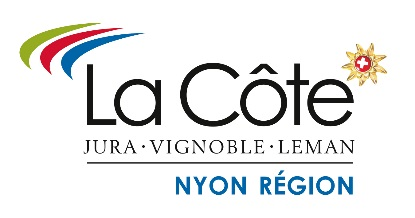 La Côte
JURA · VIGNOBLE · LEMAN
NYON RÉGION